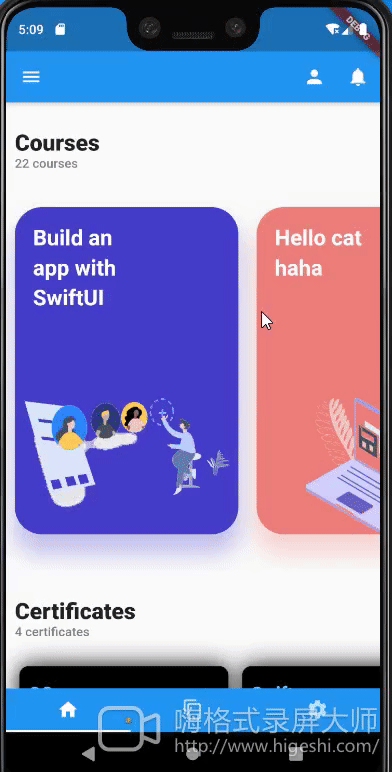 5:09
DEBUG
Courses
22 courses
Build an
app with
SwiftUI
Hello cat
haha
Certificates
4 certificates
嗨格式录屏大师
http://www.higeshi.com/